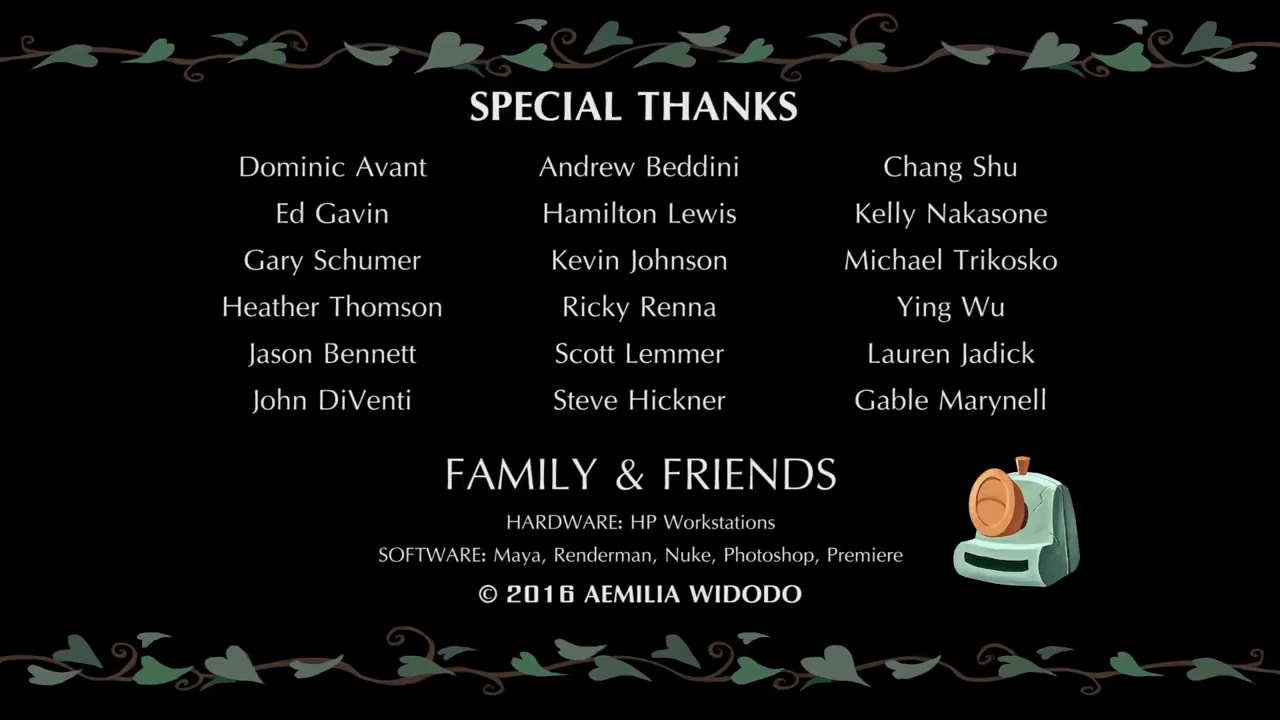 SPECIAL THANKS
Dominic Avant
Andrew Beddini
Chang Shu
Ed Gavin
Hamilton Lewis
Kelly Nakasone
Gary Schumer
Kevin Johnson
Michael Trikosko
Heather Thomson
Ricky Renna
Ying Wu
Jason Bennett
Scott Lemmer
Lauren Jadick
John DiVenti
Steve Hickner
Gable Marynell
FAMILY & FRIENDS
HARDWARE: HP Workstations
SOFTWARE: Maya, Renderman, Nuke, Photoshop, Premiere
© 2016 AEMILIA WIDODO